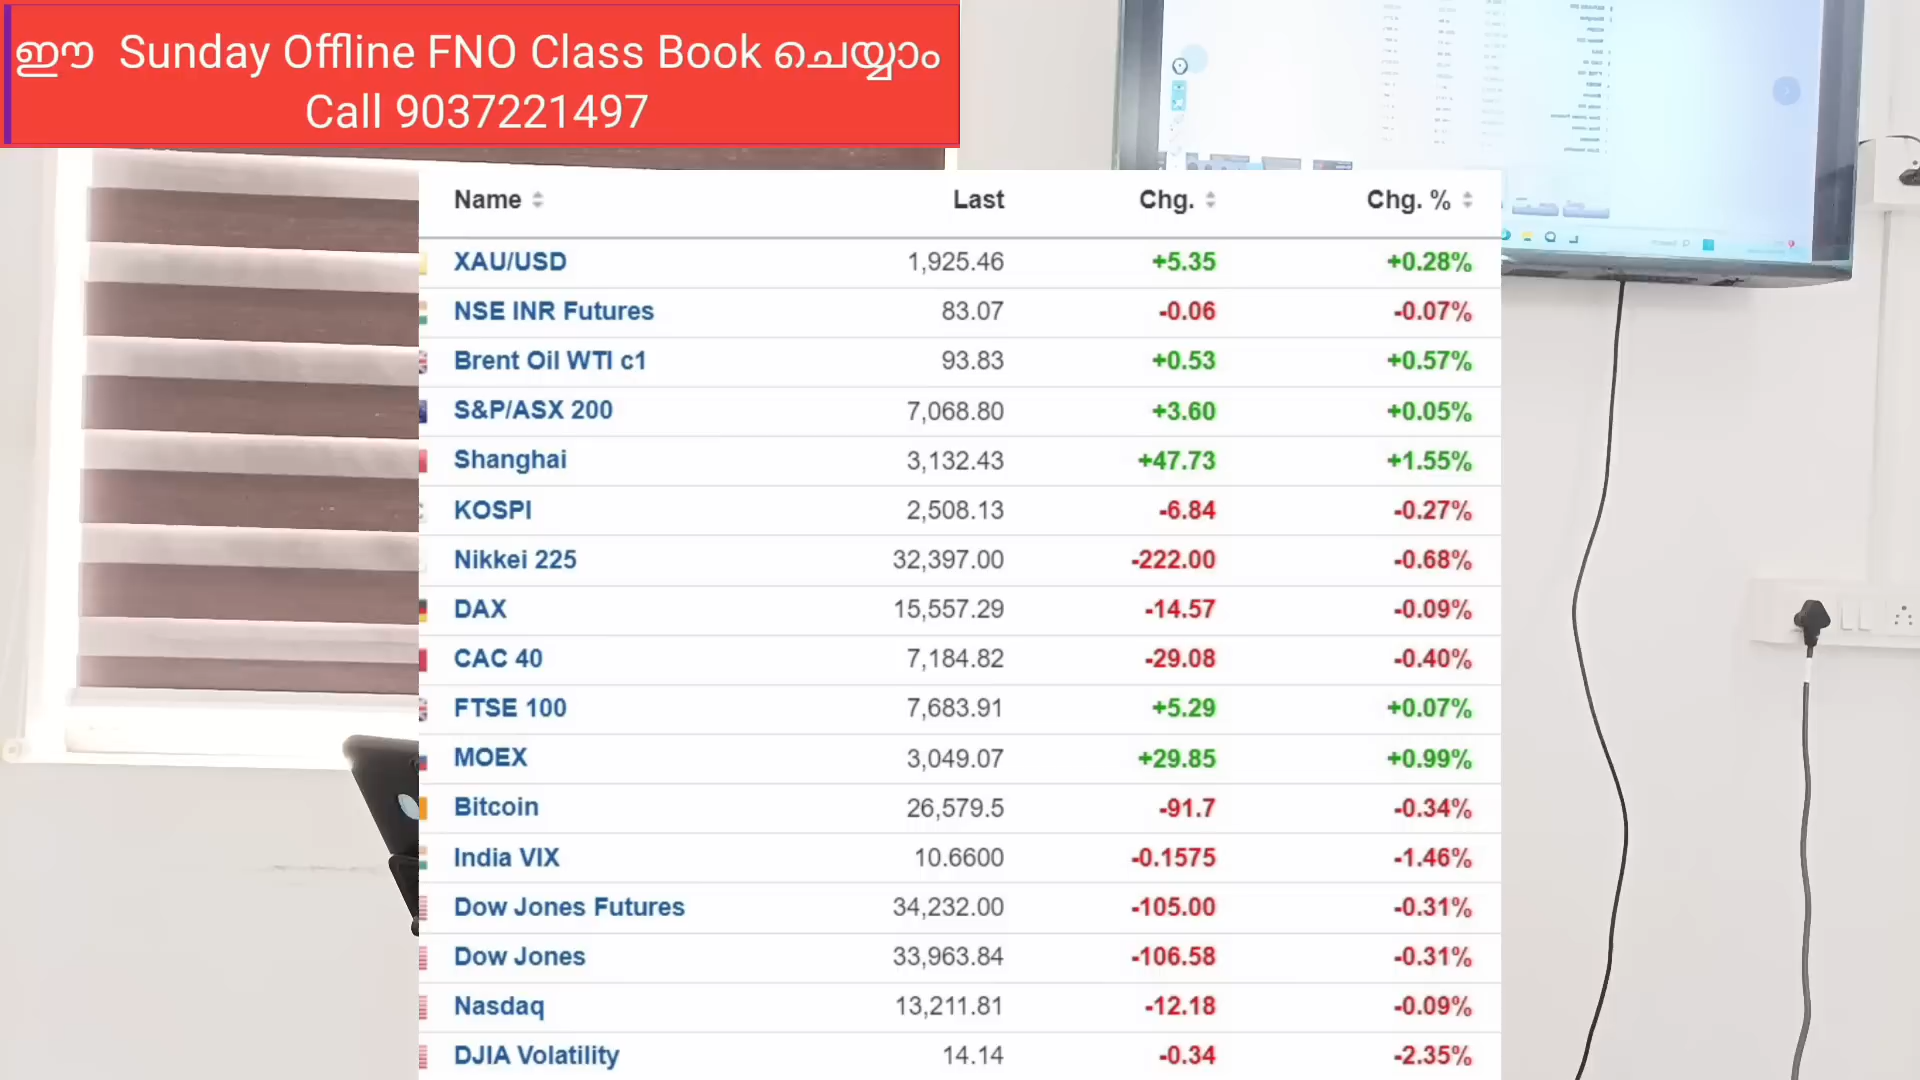 ഈ Sunday Offline FNO Class Book ചെയ്യാം
Call 9037221497
Name Last Chg. Chg. %
XAU/USD 1,925.46 +5.35 +0.28%
NSE INR Futures 83.07 -0.06 -0.07%
Brent Oil WTI c1 93.83 +0.53 +0.57%
S&P/ASX 200 7,068.80 +3.60 +0.05%
Shanghai 3,132.43 +47.73 +1.55%
KOSPI 2,508.13 -6.84 -0.27%
Nikkei 225 32,397.00 -222.00 -0.68%
DAX 15,557.29 -14.57 -0.09%
CAC 40 7,184.82 -29.08 -0.40%
FTSE 100 7,683.91 +5.29 +0.07%
MOEX 3,049.07 +29.85 +0.99%
Bitcoin 26,579.5 -91.7 -0.34%
India VIX 10.6600 -0.1575 -1.46%
Dow Jones Futures 34,232.00 -105.00 -0.31%
Dow Jones 33,963.84 -106.58 -0.31%
Nasdaq 13,211.81 -12.18 -0.09%
DJIA Volatility 14.14 -0.34 -2.35%